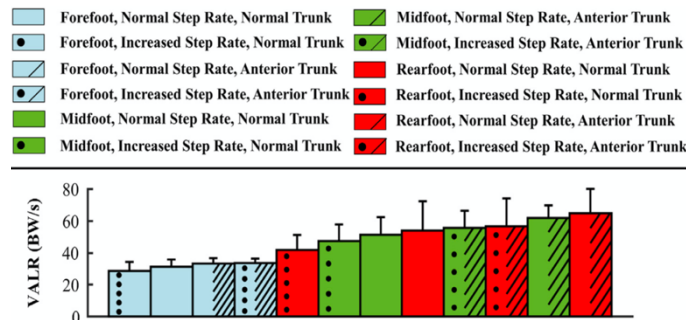 Forefoot, Normal Step Rate, Normal Trunk
Forefoot, Increased Step Rate, Normal Trunk
Forefoot, Normal Step Rate, Anterior Trunk
Forefoot, Increased Step Rate, Anterior Trunk
Midfoot, Normal Step Rate, Normal Trunk
Midfoot, Increased Step Rate, Normal Trunk
Midfoot, Normal Step Rate, Anterior Trunk
Midfoot, Increased Step Rate, Anterior Trunk
Rearfoot, Normal Step Rate, Normal Trunk
Rearfoot, Increased Step Rate, Normal Trunk
Rearfoot, Normal Step Rate, Anterior Trunk
Rearfoot, Increased Step Rate, Anterior Trunk
VALR (BW/s)
80
60
40
20
0